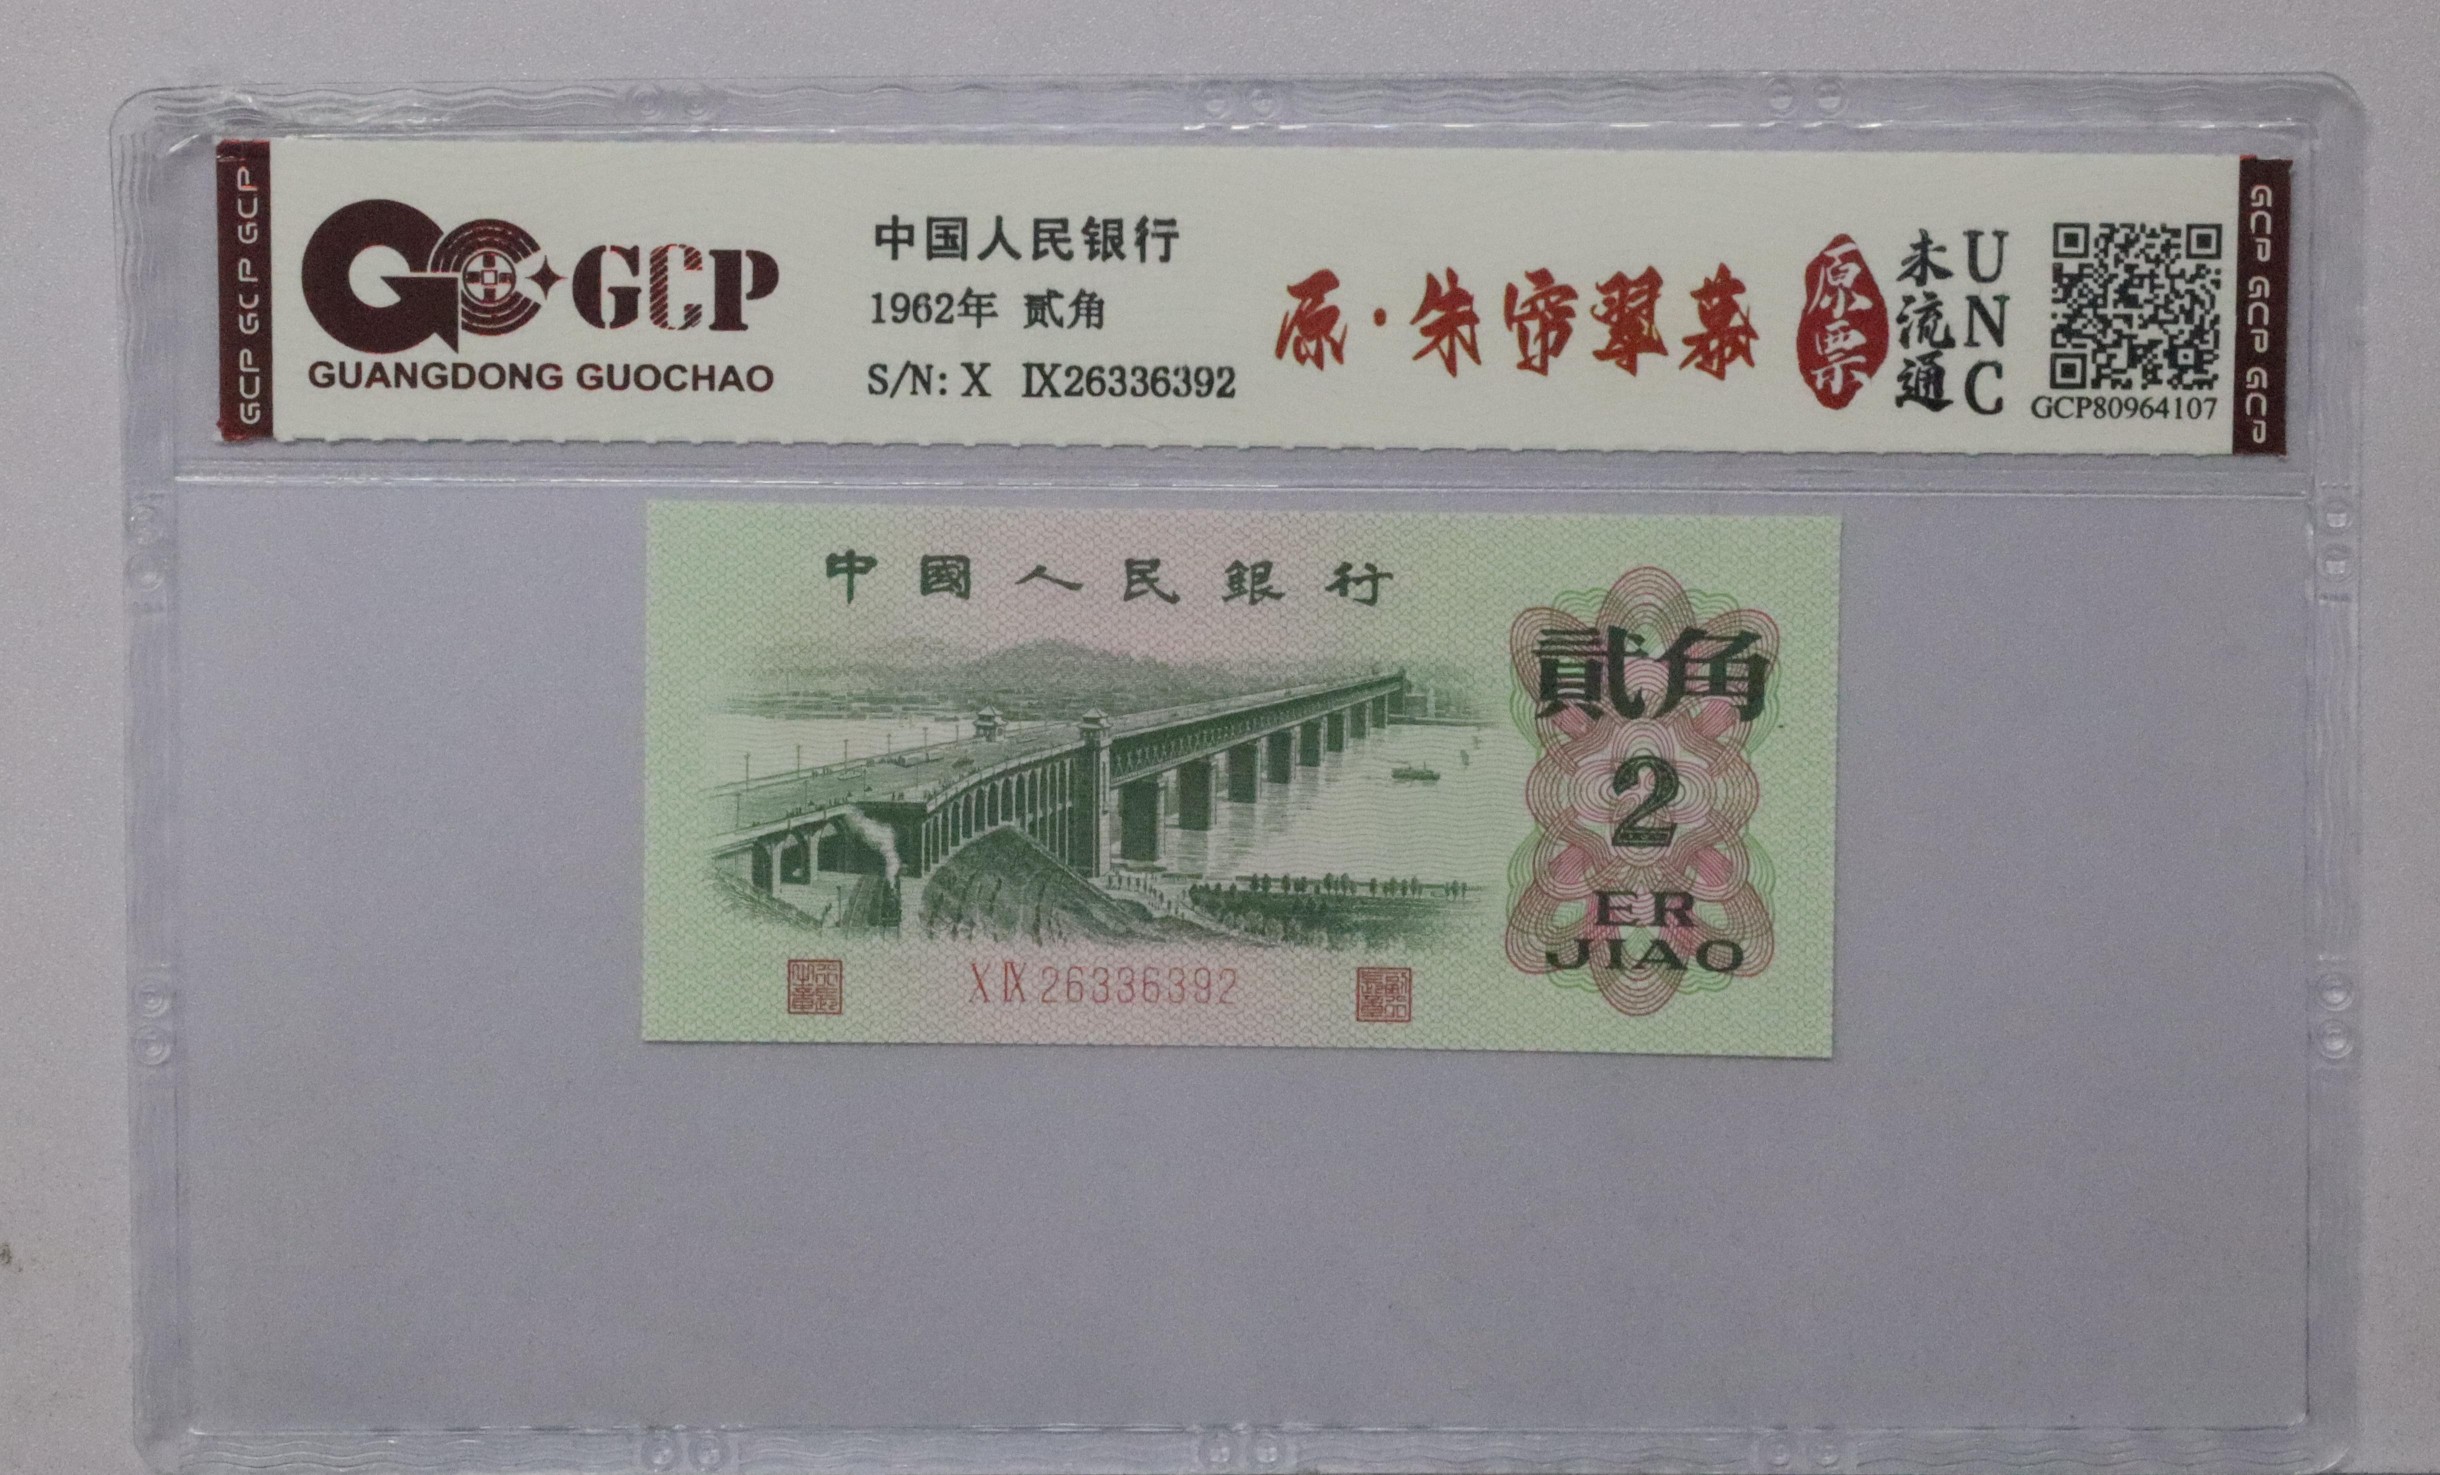 GCP GCP GCP
GCP
GUANGDONG GUOCHAO
中国人民银行
1962年 贰角
S/N: X Ⅸ26336392
原·朱帘翠幕
原票
未流通
UNC
GCP80964107
GCP GCP GCP
中國人民銀行
貳角
2
ER
JIAO
X Ⅸ 26336392